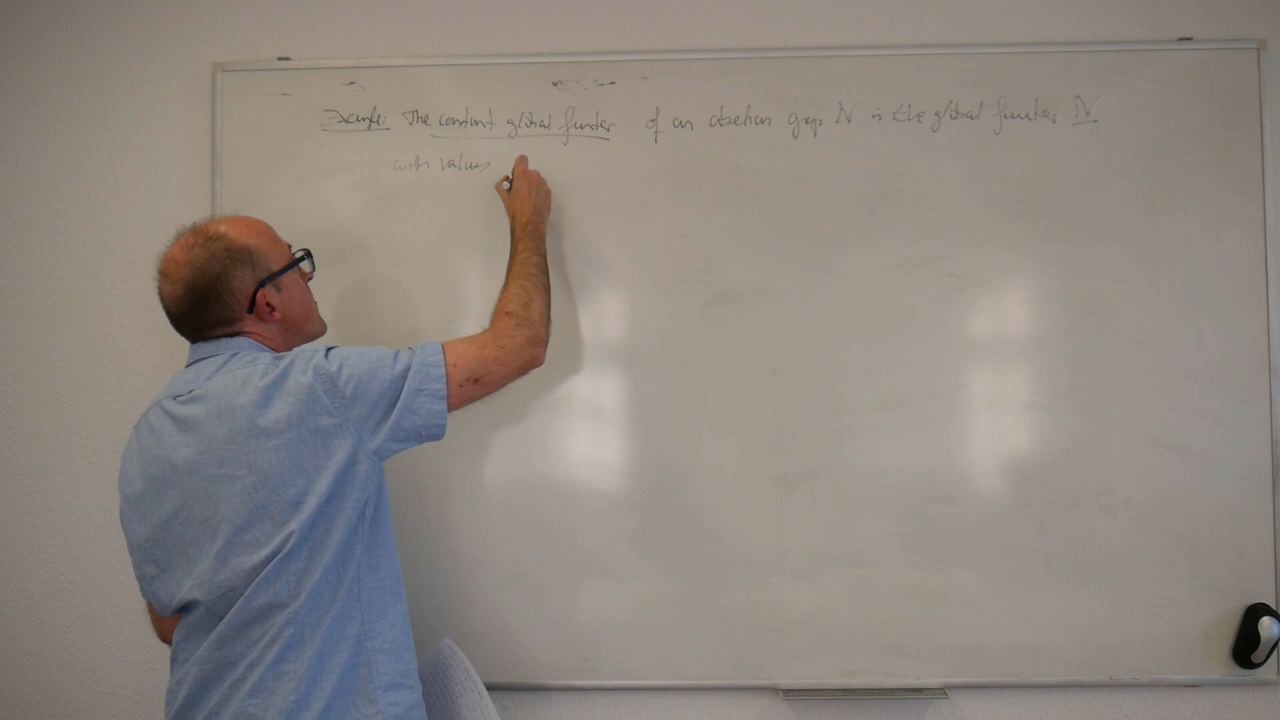 Example: The constant global functor of an abelian group N is the global functor N
with values